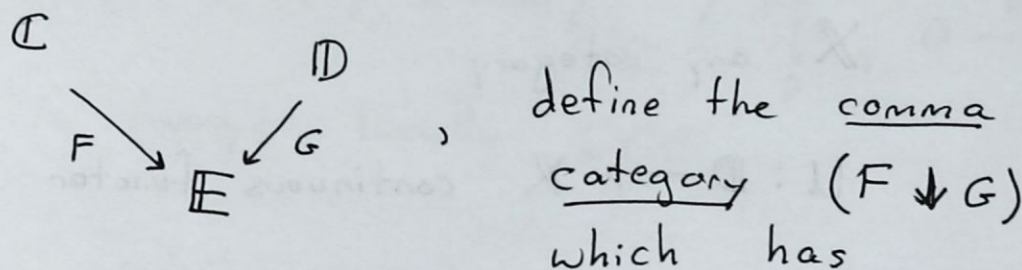 ℂ
𝔻
F
G
𝔼
, define the comma
category (F ↓ G)
which has